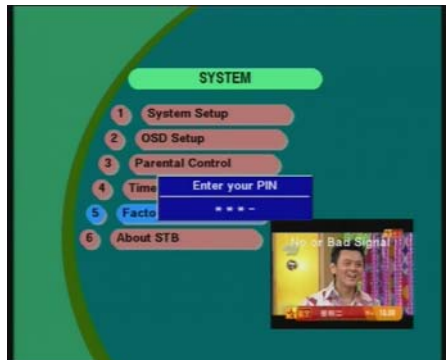 SYSTEM
1 System Setup
2 OSD Setup
3 Parental Control
4 Time
Enter your PIN
* * * -
5 Facto
6 About STB
No or Bad Signal